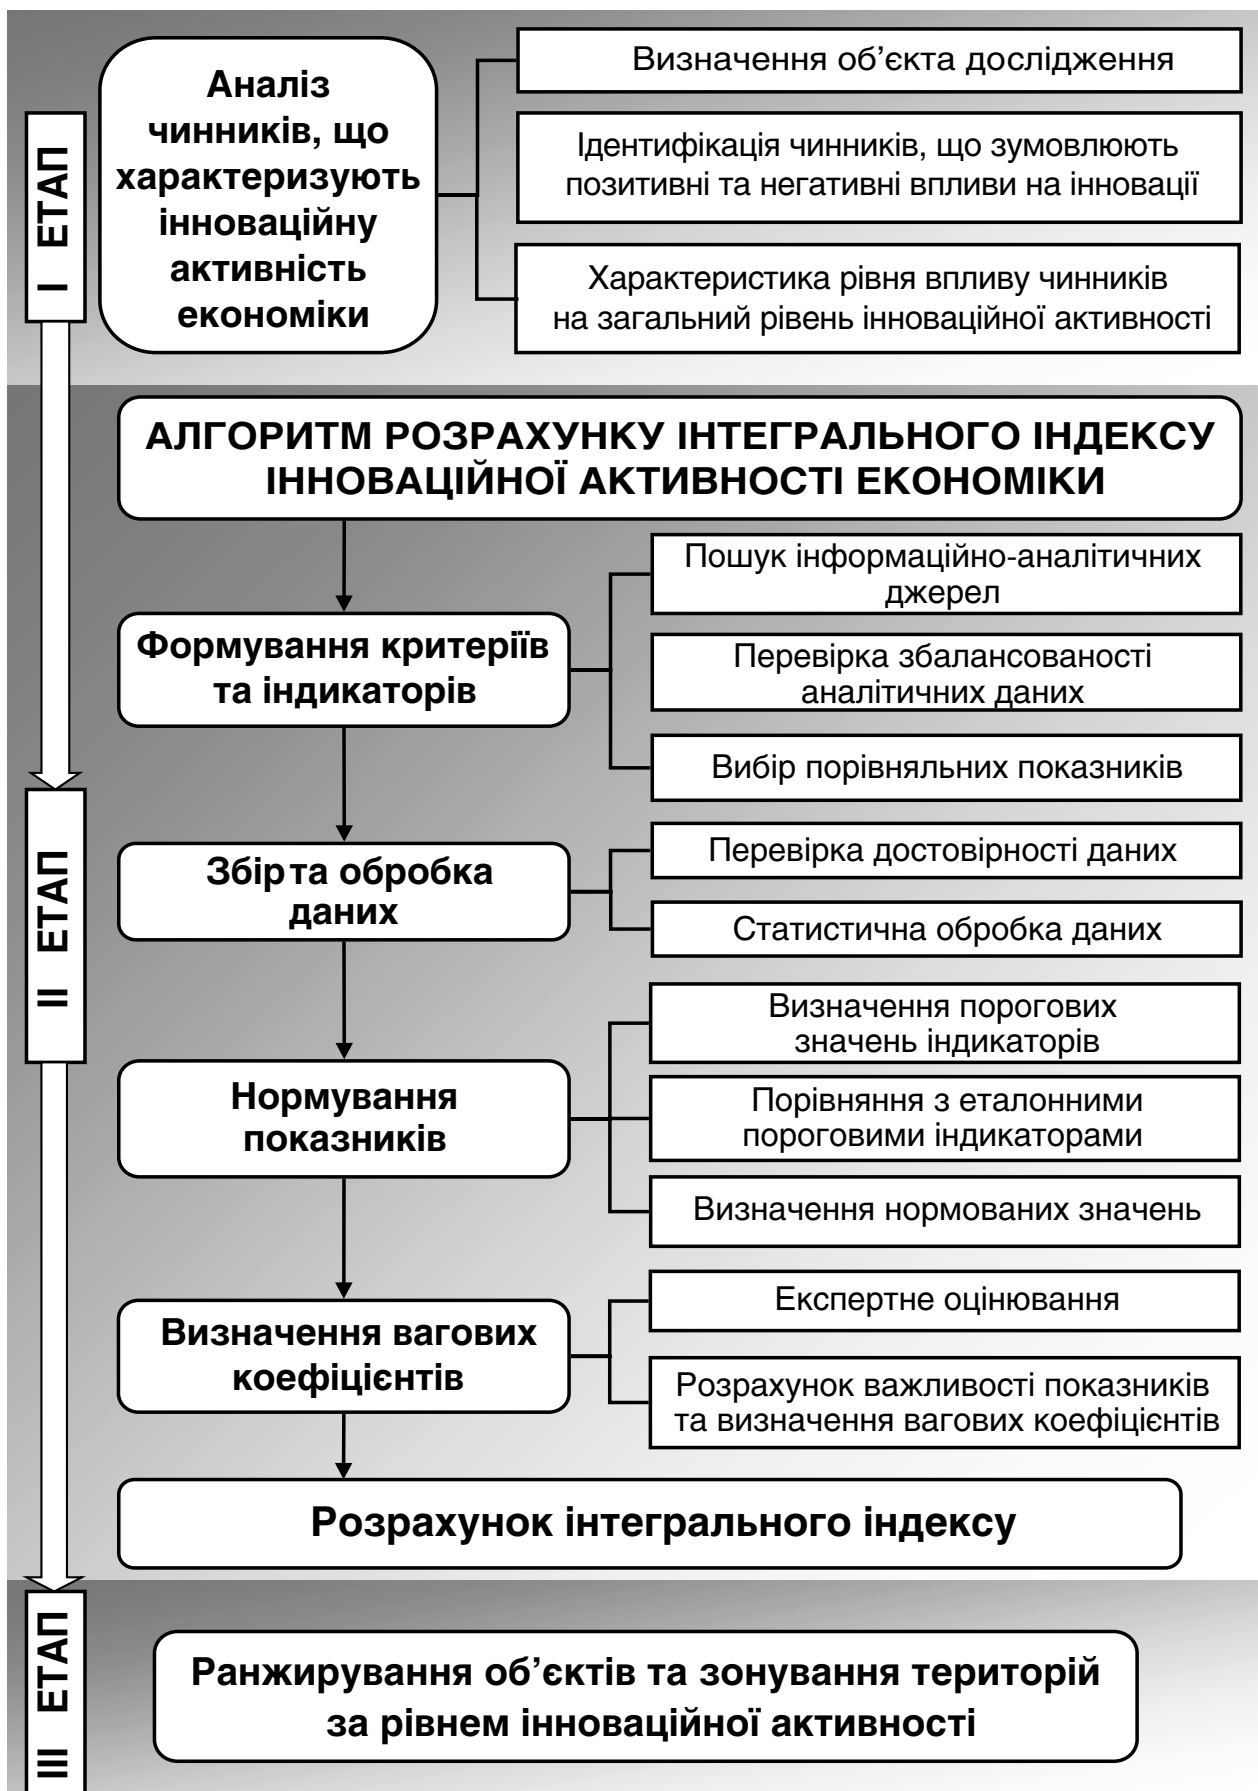 І ЕТАП
Аналіз
чинників, що
характеризують
інноваційну
активність
економіки
Визначення об’єкта дослідження
Ідентифікація чинників, що зумовлюють
позитивні та негативні впливи на інновації
Характеристика рівня впливу чинників
на загальний рівень інноваційної активності
ІІ ЕТАП
АЛГОРИТМ РОЗРАХУНКУ ІНТЕГРАЛЬНОГО ІНДЕКСУ
ІННОВАЦІЙНОЇ АКТИВНОСТІ ЕКОНОМІКИ
Формування критеріїв
та індикаторів
Пошук інформаційно-аналітичних
джерел
Перевірка збалансованості
аналітичних даних
Вибір порівняльних показників
Збір та обробка
даних
Перевірка достовірності даних
Статистична обробка даних
Нормування
показників
Визначення порогових
значень індикаторів
Порівняння з еталонними
пороговими індикаторами
Визначення нормованих значень
Визначення вагових
коефіцієнтів
Експертне оцінювання
Розрахунок важливості показників
та визначення вагових коефіцієнтів
Розрахунок інтегрального індексу
ІІІ ЕТАП
Ранжирування об’єктів та зонування територій
за рівнем інноваційної активності